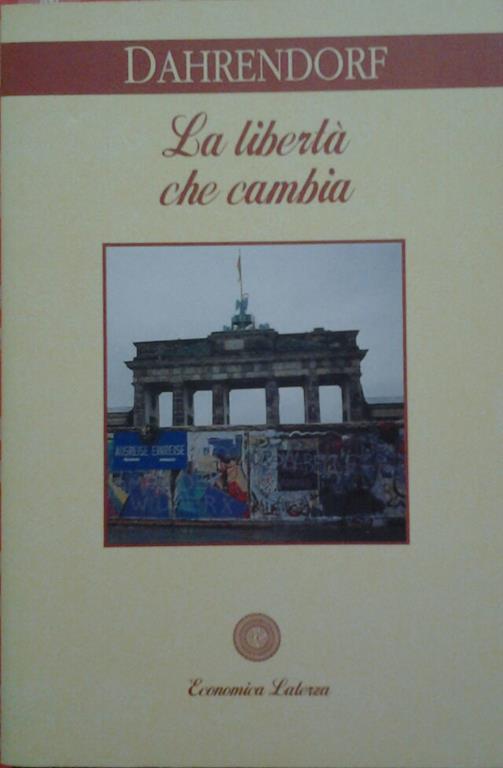 DAHRENDORF
La libertà
che cambia
AUSREISE EINREISE
Economica Laterza